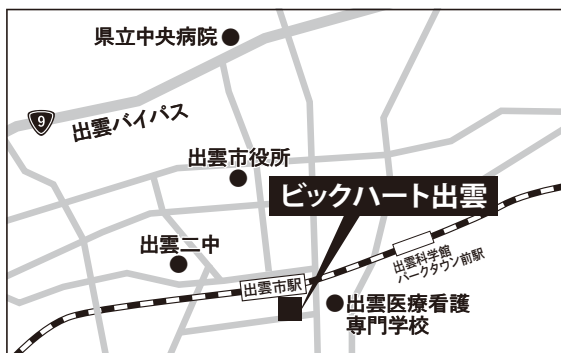 県立中央病院
9
出雲バイパス
出雲市役所
ビックハート出雲
出雲二中
出雲科学館
パークタウン前駅
出雲市駅
出雲医療看護
専門学校